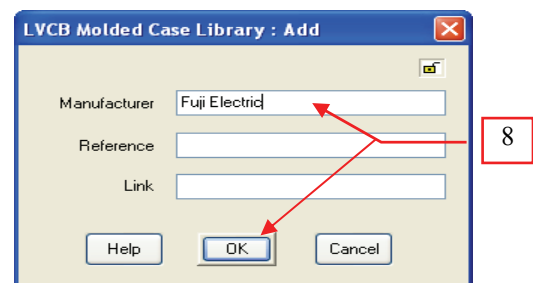 LVCB Molded Case Library : Add
Manufacturer Fuji Electric
Reference
Link
8
Help OK Cancel